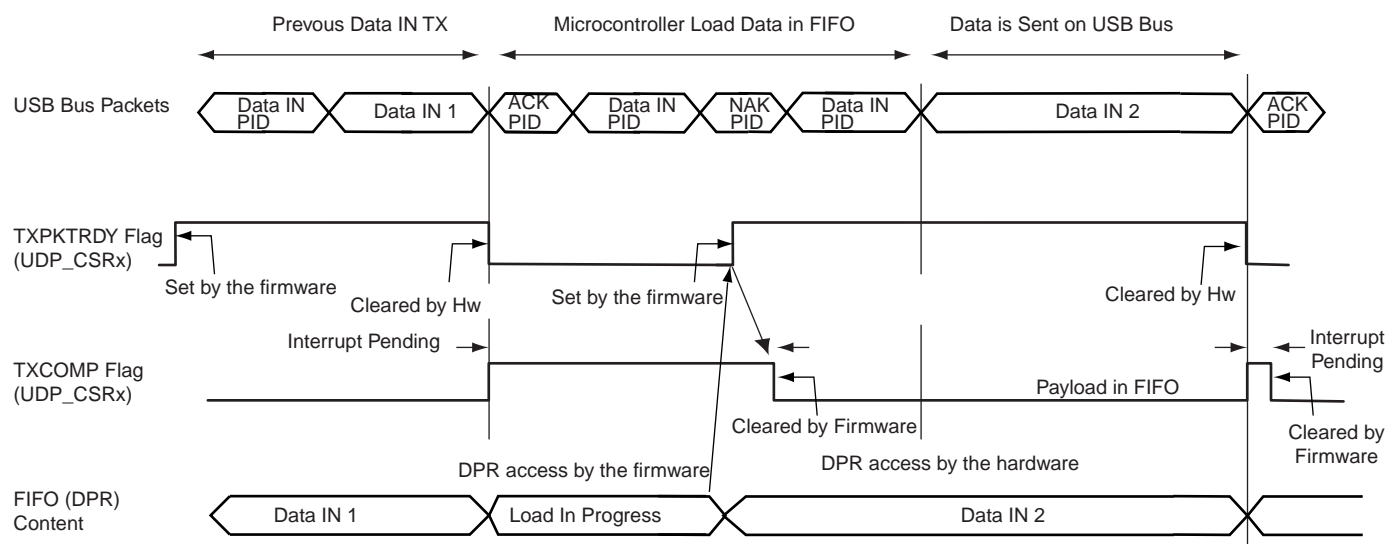 Prevous Data IN TX
Microcontroller Load Data in FIFO
Data is Sent on USB Bus
USB Bus Packets
Data IN
PID
Data IN 1
ACK
PID
Data IN
PID
NAK
PID
Data IN
PID
Data IN 2
ACK
PID
TXPKTRDY Flag
(UDP_CSRx)
Set by the firmware
Cleared by Hw
Set by the firmware
Cleared by Hw
Interrupt Pending
Interrupt
Pending
TXCOMP Flag
(UDP_CSRx)
Payload in FIFO
Cleared by Firmware
Cleared by
Firmware
DPR access by the firmware
DPR access by the hardware
FIFO (DPR)
Content
Data IN 1
Load In Progress
Data IN 2